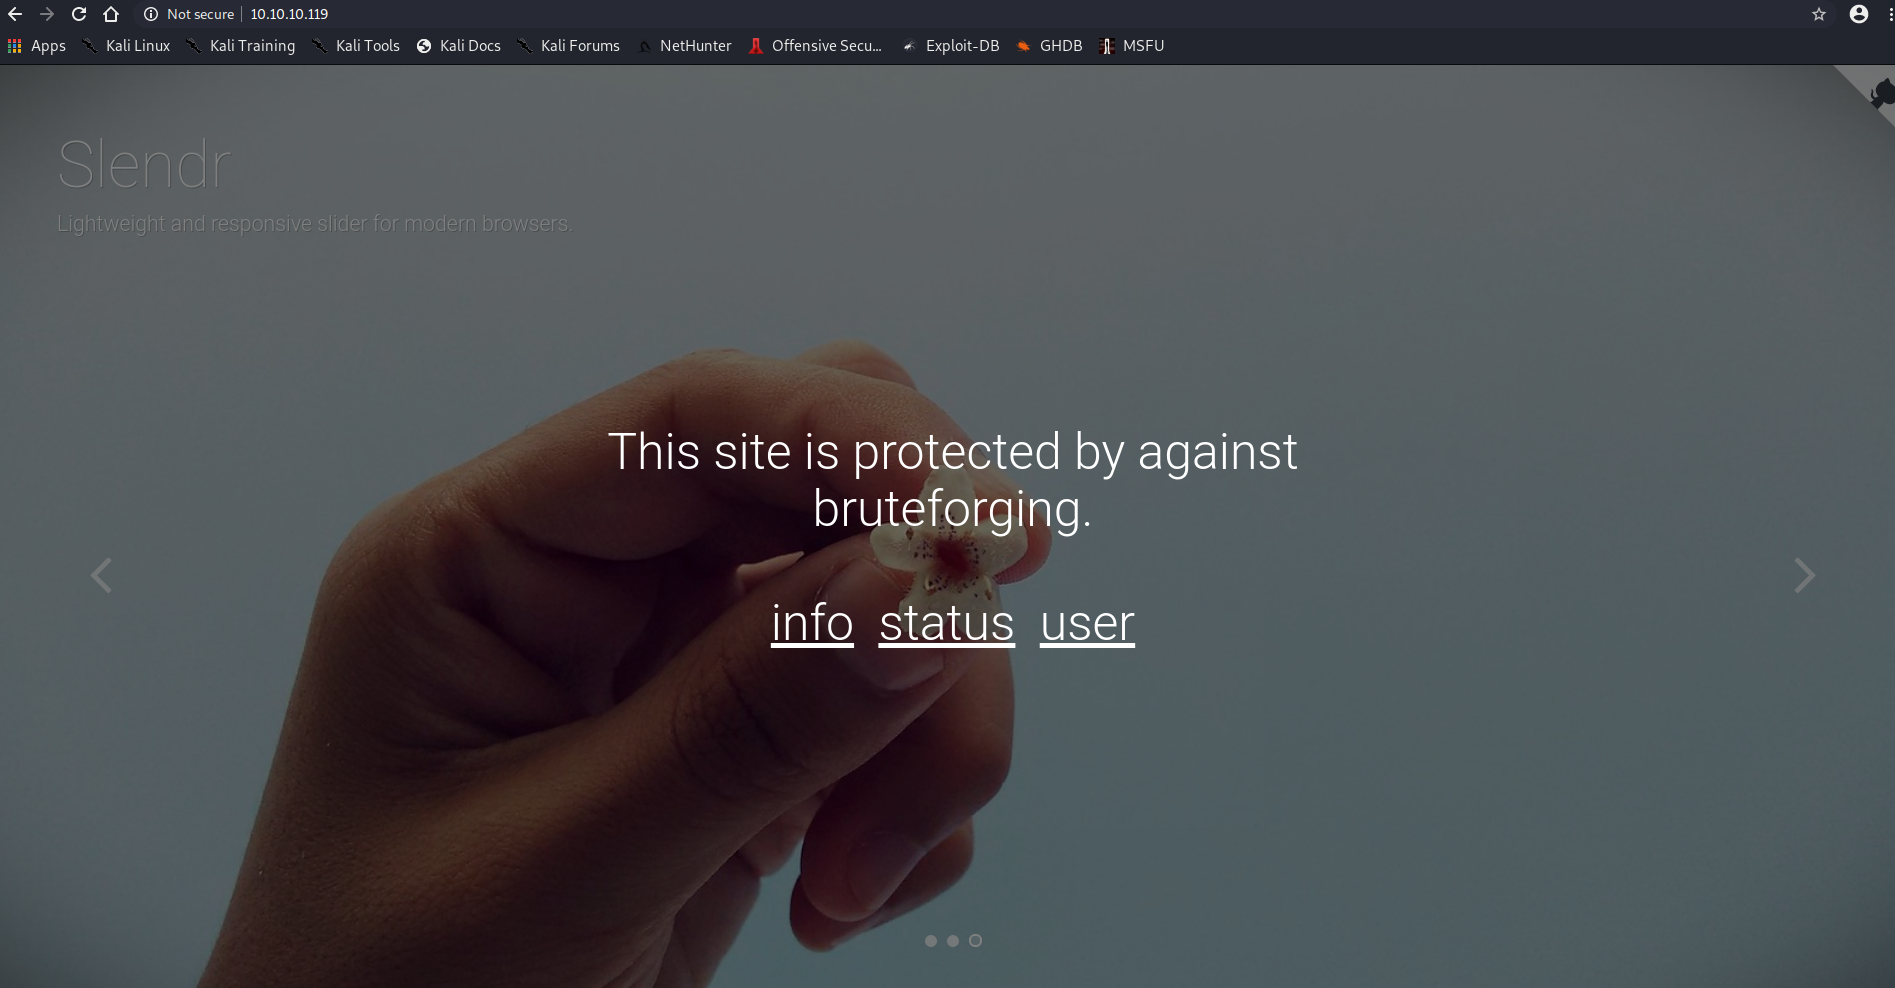 Not secure 10.10.10.119
Apps Kali Linux Kali Training Kali Tools Kali Docs Kali Forums NetHunter Offensive Secu... Exploit-DB GHDB MSFU
Slendr
Lightweight and responsive slider for modern browsers.
This site is protected by against
bruteforging.
info status user